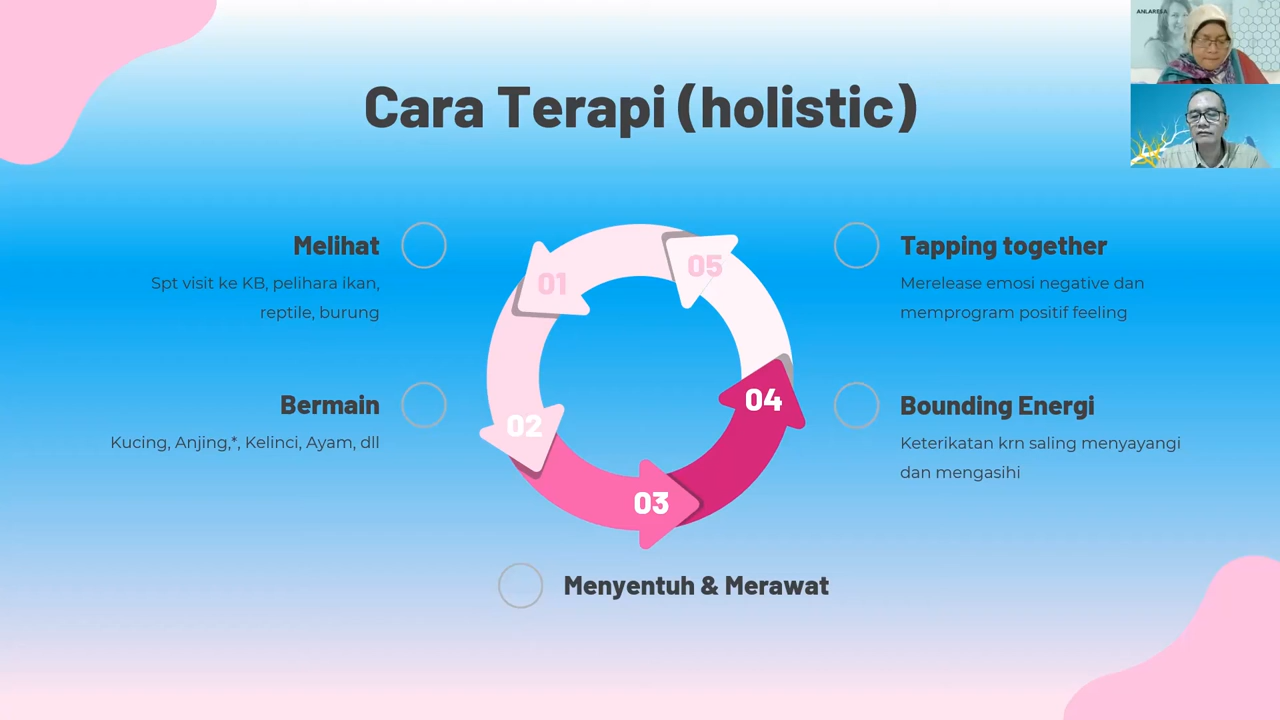 Cara Terapi (holistic)
Melihat
Spt visit ke KB, pelihara ikan,
reptile, burung
Bermain
Kucing, Anjing,*, Kelinci, Ayam, dll
01
02
03
04
05
Menyentuh & Merawat
Tapping together
Merelease emosi negative dan
memprogram positif feeling
Bounding Energi
Keterikatan krn saling menyayangi
dan mengasihi